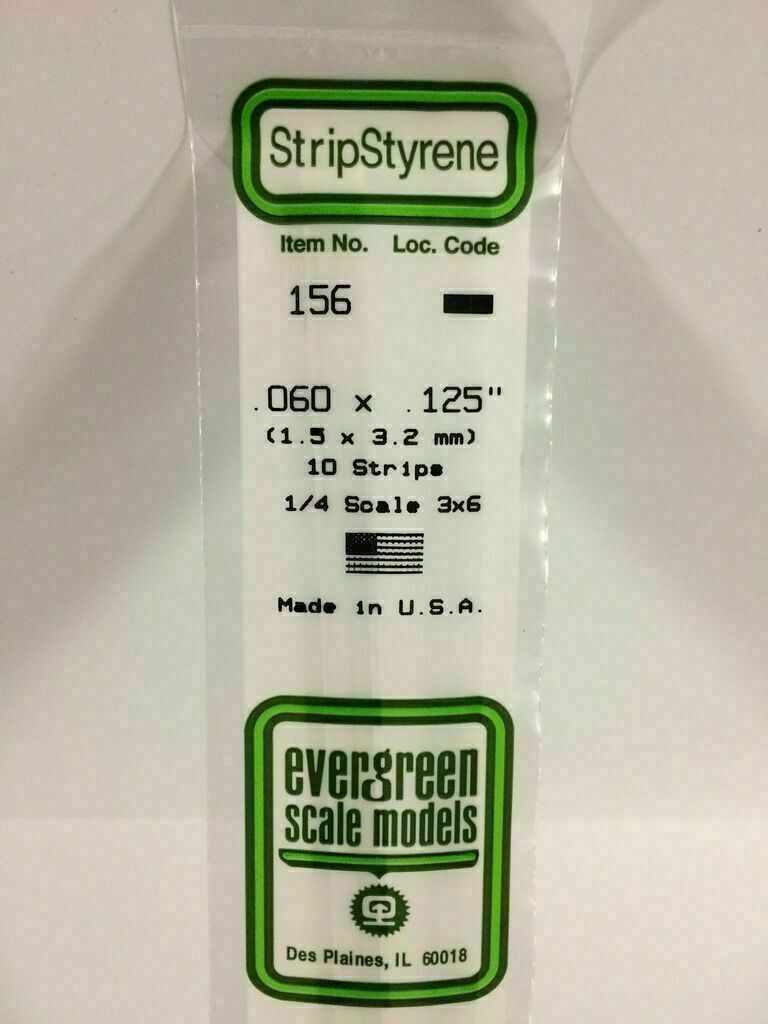 StripStyrene
Item No. Loc. Code
156
.060 x .125"
(1.5 x 3.2 mm)
10 Strips
1/4 Scale 3x6
Made in U.S.A.
evergreen
scale models
Des Plaines, IL 60018